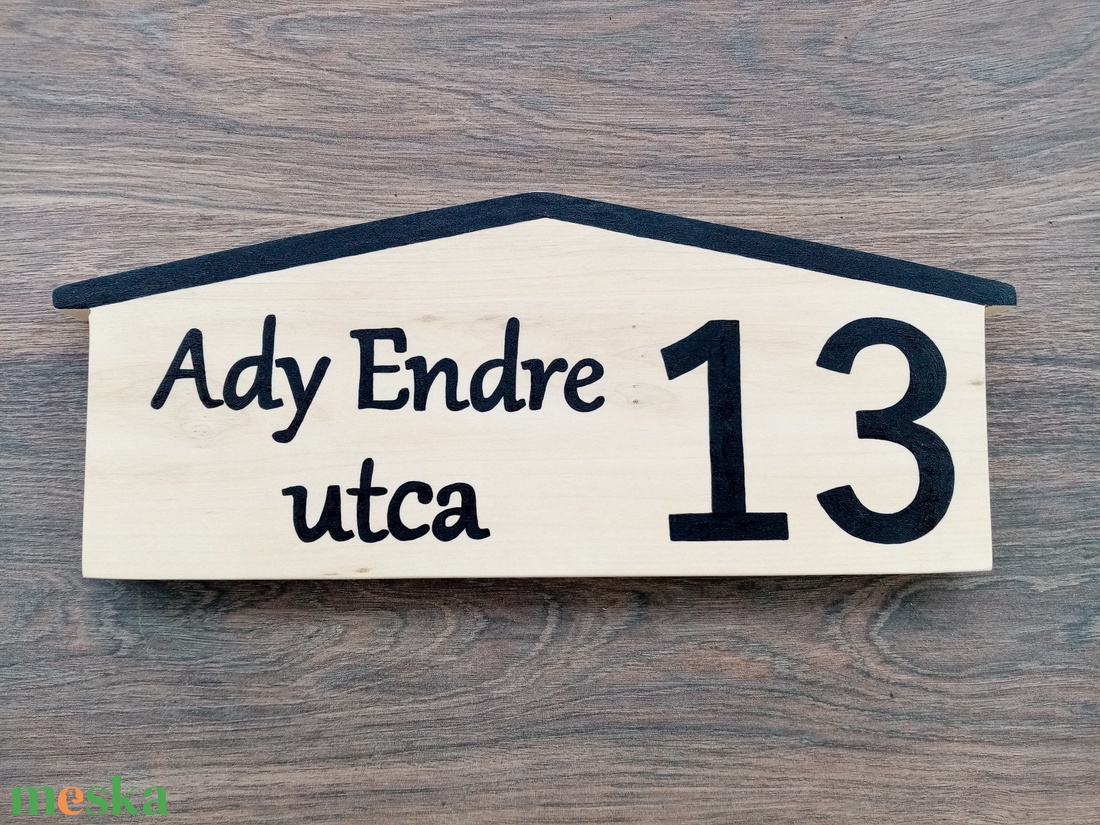 Ady Endre
utca
13
meska